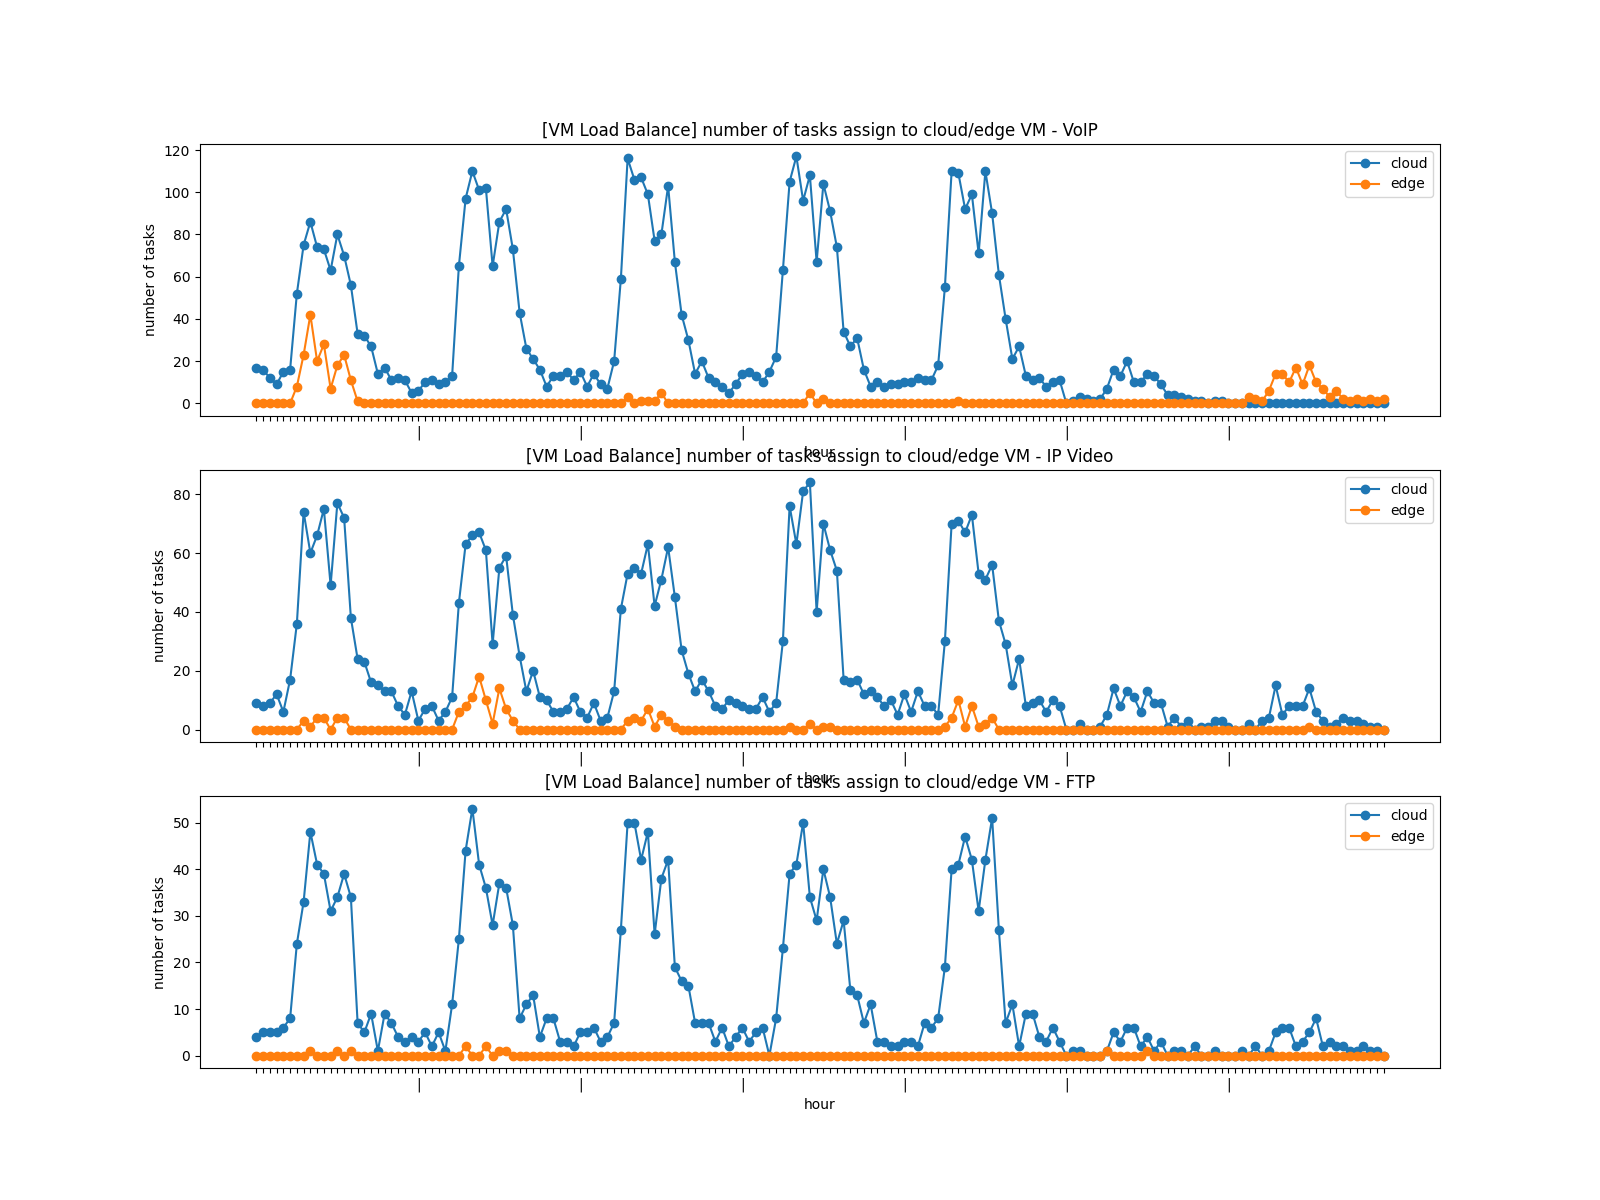 [VM Load Balance] number of tasks assign to cloud/edge VM - VoIP
120
100
80
60
40
20
0
number of tasks
cloud
edge
hour
[VM Load Balance] number of tasks assign to cloud/edge VM - IP Video
80
60
40
20
0
number of tasks
cloud
edge
hour
[VM Load Balance] number of tasks assign to cloud/edge VM - FTP
50
40
30
20
10
0
number of tasks
cloud
edge
hour